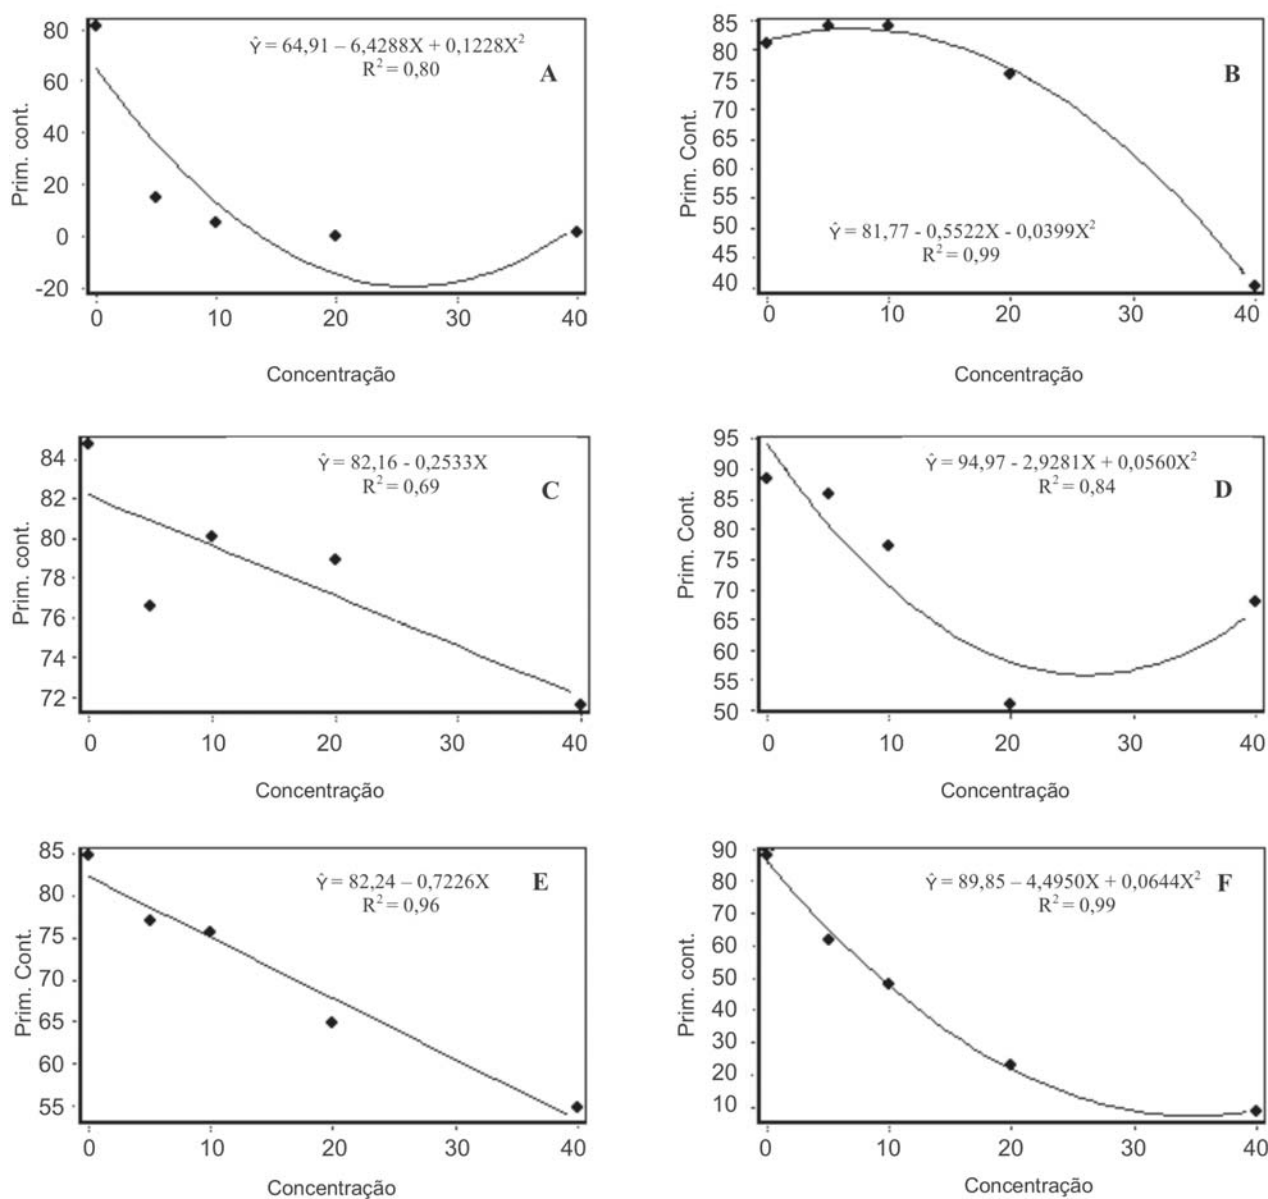 80
60
40
20
0
-20
Prim. cont.
Ŷ = 64,91 – 6,4288X + 0,1228X²
R² = 0,80
A
0 10 20 30 40
Concentração
85
80
75
70
65
60
55
50
45
40
Prim. Cont.
B
Ŷ = 81,77 - 0,5522X - 0,0399X²
R² = 0,99
0 10 20 30 40
Concentração
84
82
80
78
76
74
72
Prim. cont.
Ŷ = 82,16 - 0,2533X
R² = 0,69
C
0 10 20 30 40
Concentração
95
90
85
80
75
70
65
60
55
50
Prim. Cont.
Ŷ = 94,97 - 2,9281X + 0,0560X²
R² = 0,84
D
0 10 20 30 40
Concentração
85
80
75
70
65
60
55
Prim. Cont.
Ŷ = 82,24 – 0,7226X
R² = 0,96
E
0 10 20 30 40
Concentração
90
80
70
60
50
40
30
20
10
Prim. cont.
Ŷ = 89,85 – 4,4950X + 0,0644X²
R² = 0,99
F
0 10 20 30 40
Concentração